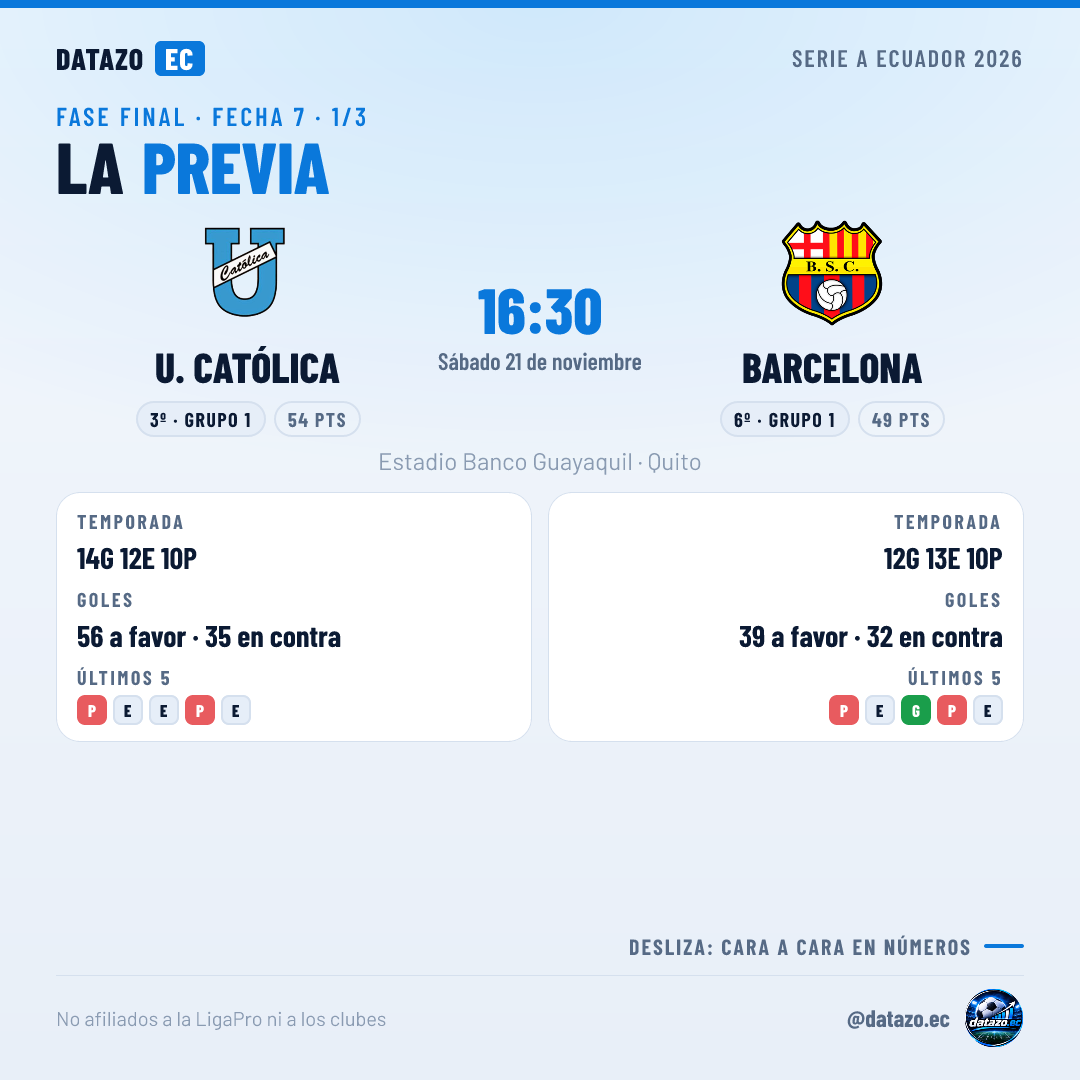 DATAZO EC
SERIE A ECUADOR 2026
FASE FINAL · FECHA 7 · 1/3
LA PREVIA
Católica
B. S. C.
16:30
Sábado 21 de noviembre
U. CATÓLICA
BARCELONA
3º · GRUPO 1
54 PTS
6º · GRUPO 1
49 PTS
Estadio Banco Guayaquil · Quito
TEMPORADA
14G 12E 10P
GOLES
56 a favor · 35 en contra
ÚLTIMOS 5
P E E P E
TEMPORADA
12G 13E 10P
GOLES
39 a favor · 32 en contra
ÚLTIMOS 5
P E G P E
DESLIZA: CARA A CARA EN NÚMEROS
No afiliados a la LigaPro ni a los clubes
@datazo.ec
datazo.ec